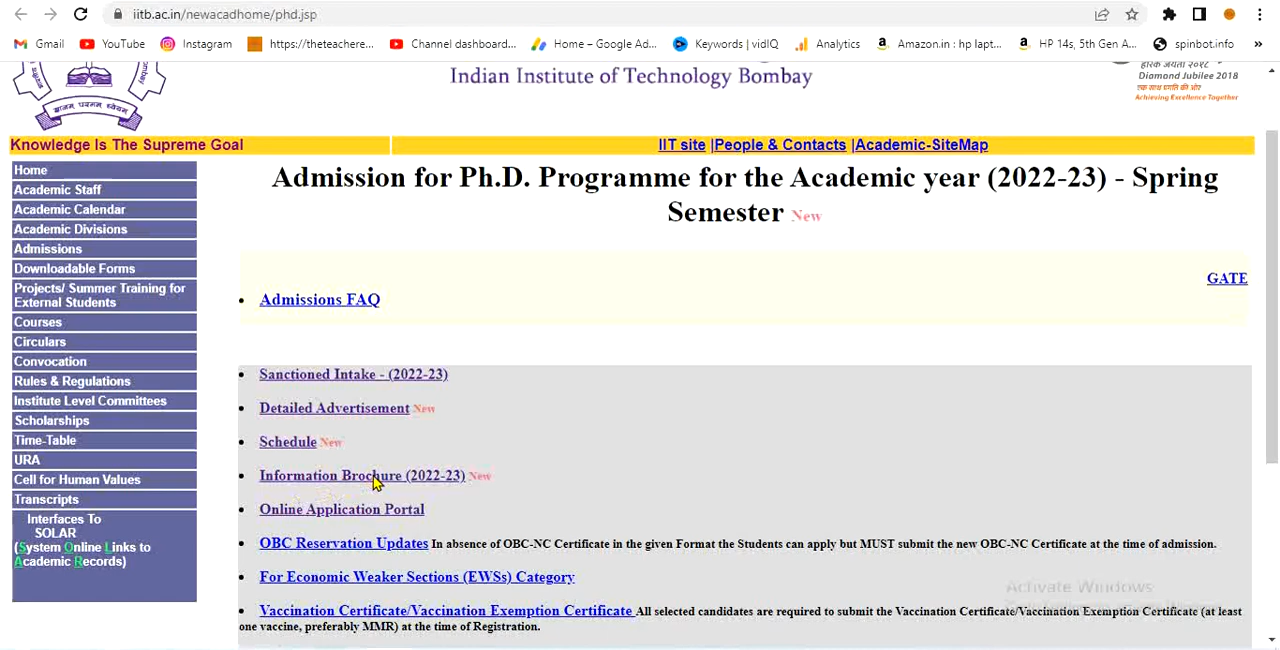 iitb.ac.in/newacadhome/phd.jsp
Gmail YouTube Instagram https://theteachere... Channel dashboard... Home – Google Ad... Keywords | vidIQ Analytics Amazon.in : hp lapt... HP 14s, 5th Gen A... spinbot.info »
Indian Institute of Technology Bombay
हीरक जयंती २०१८
Diamond Jubilee 2018
Achieving Excellence Together
ज्ञानम् परमम् ध्येयम्
Knowledge Is The Supreme Goal
IIT site |People & Contacts |Academic-SiteMap
Home
Academic Staff
Academic Calendar
Academic Divisions
Admissions
Downloadable Forms
Projects/ Summer Training for
External Students
Courses
Circulars
Convocation
Rules & Regulations
Institute Level Committees
Scholarships
Time-Table
URA
Cell for Human Values
Transcripts
Interfaces To
SOLAR
(System Online Links to
Academic Records)
Admission for Ph.D. Programme for the Academic year (2022-23) - Spring
Semester New
GATE
Admissions FAQ
Sanctioned Intake - (2022-23)
Detailed Advertisement New
Schedule New
Information Brochure (2022-23) New
Online Application Portal
OBC Reservation Updates In absence of OBC-NC Certificate in the given Format the Students can apply but MUST submit the new OBC-NC Certificate at the time of admission.
For Economic Weaker Sections (EWSs) Category
Activate Windows
Vaccination Certificate/Vaccination Exemption Certificate All selected candidates are required to submit the Vaccination Certificate/Vaccination Exemption Certificate (at least
one vaccine, preferably MMR) at the time of Registration.